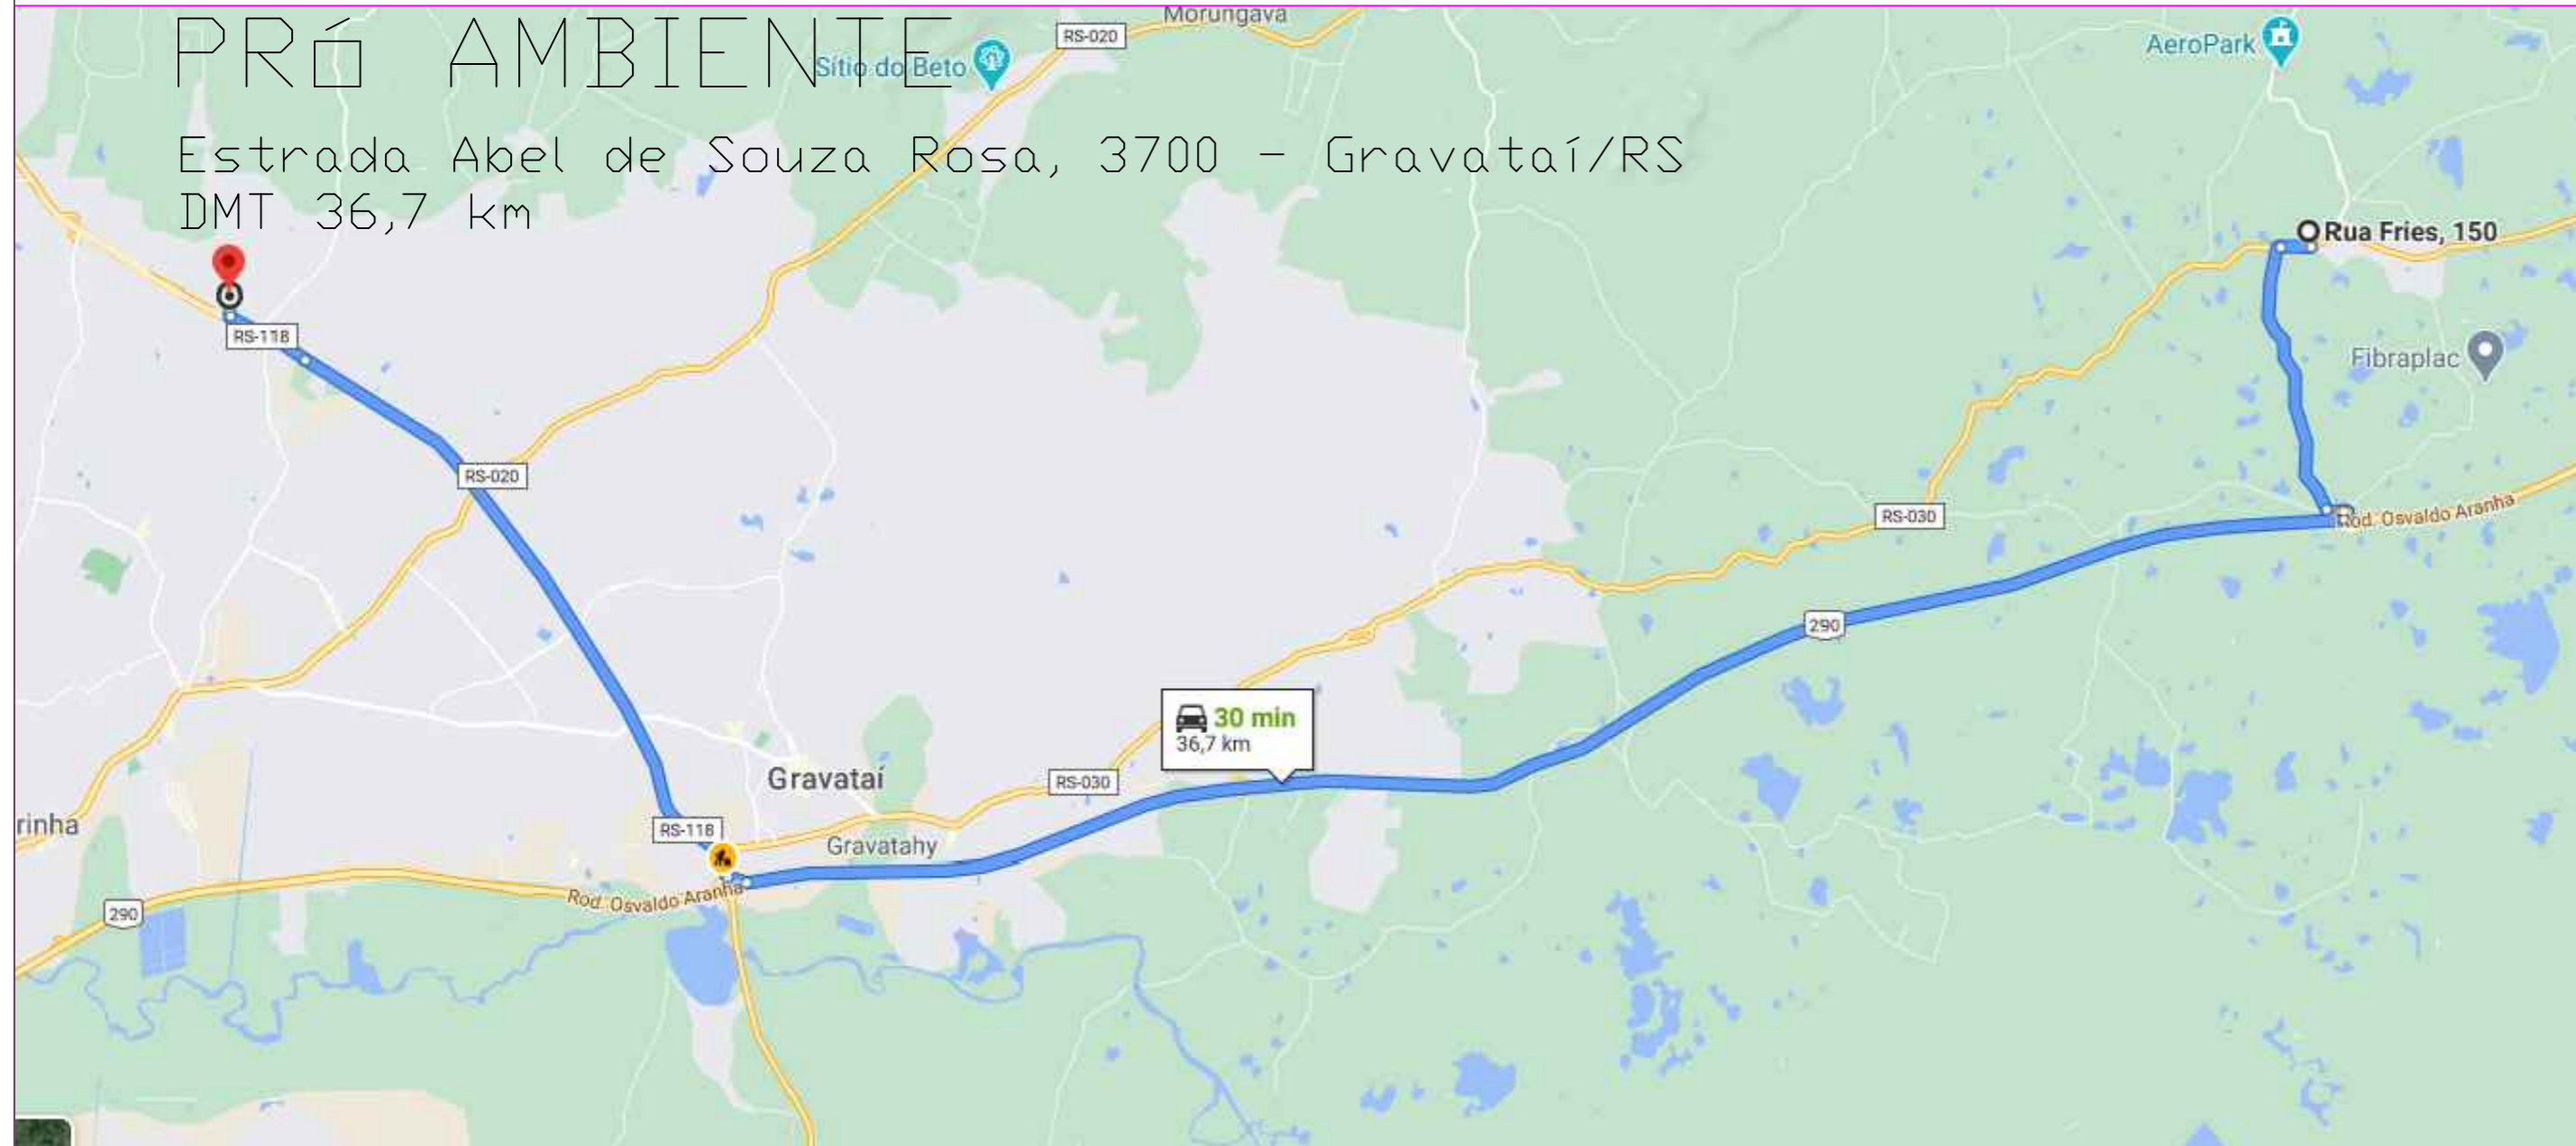 Morungava
PRó AMBIENTE
RS-020
Sítio do Beto
AeroPark
Estrada Abel de Souza Rosa, 3700 - Gravataí/RS
DMT 36,7 km
Rua Fries, 150
RS-118
Fibraplac
RS-020
RS-030
Rod. Osvaldo Aranha
290
30 min
36,7 km
Gravataí
RS-030
rinha
RS-118
Gravatahy
Rod. Osvaldo Aranha
290